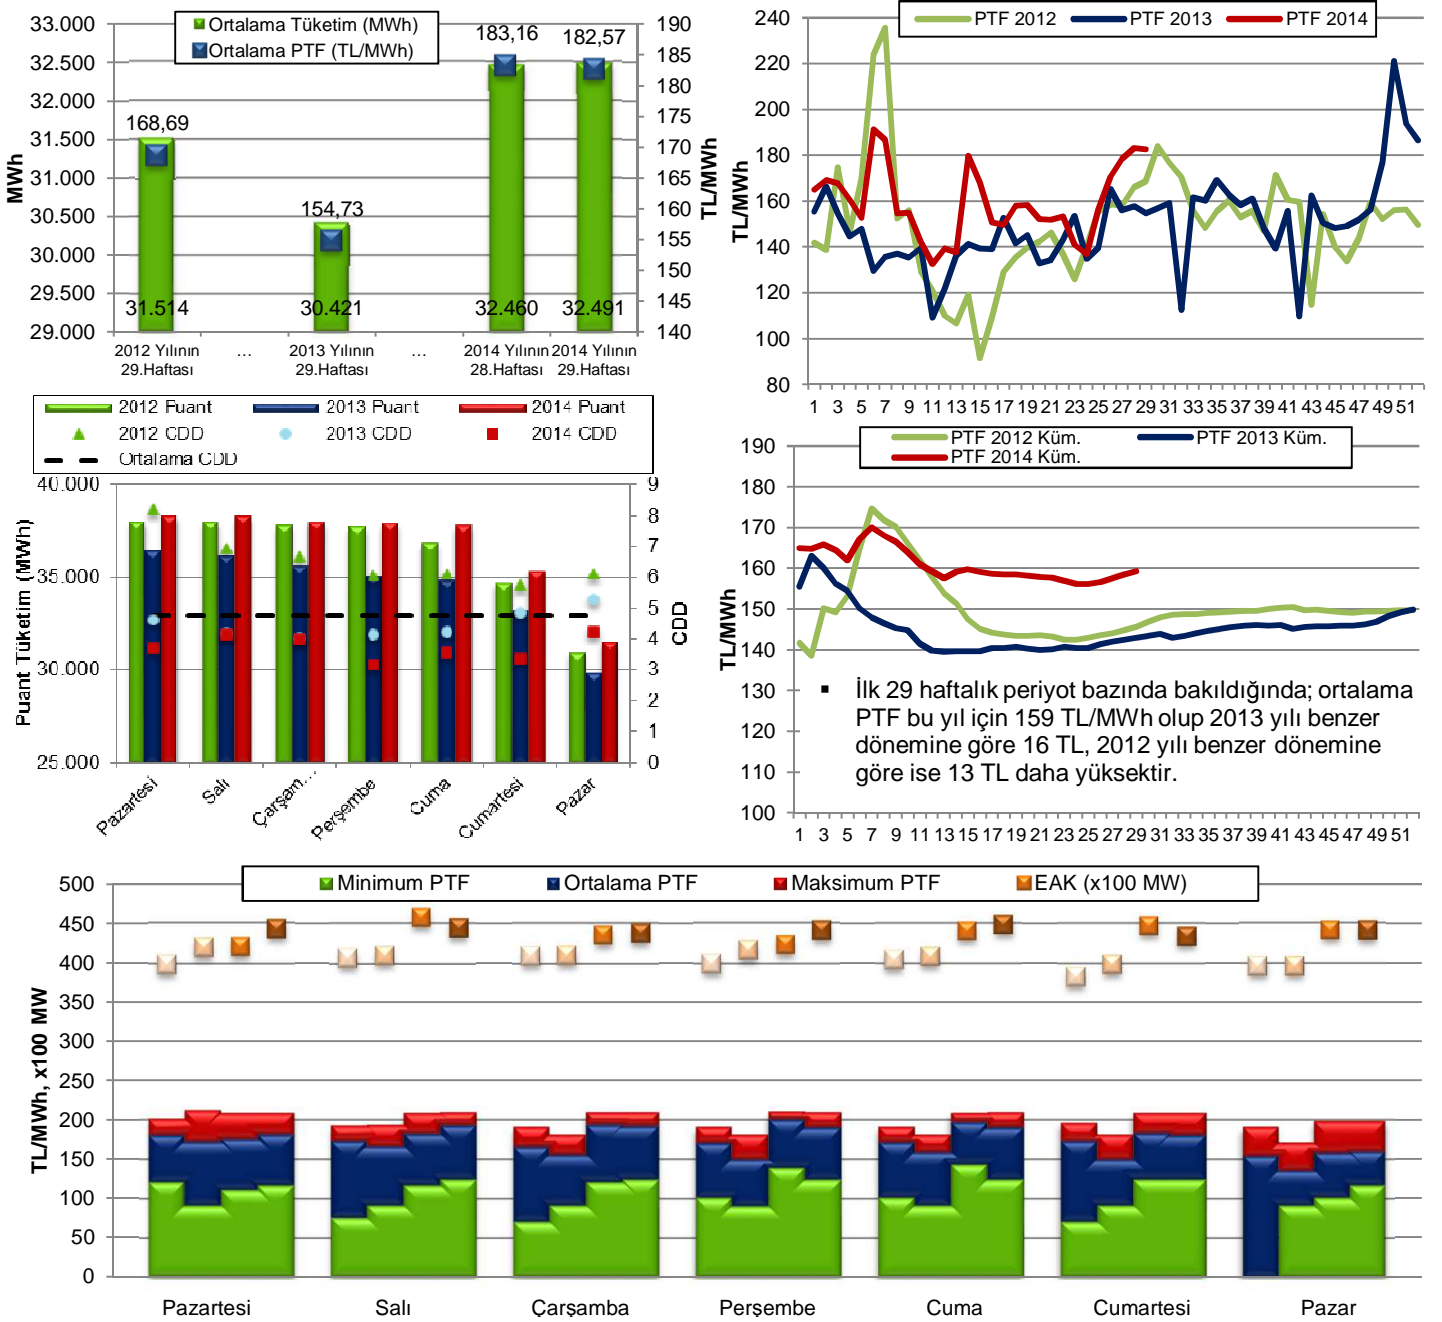 Ortalama Tüketim (MWh)
Ortalama PTF (TL/MWh)
MWh
33.000
32.500
32.000
31.500
31.000
30.500
30.000
29.500
29.000
168,69
154,73
183,16
182,57
31.514
30.421
32.460
32.491
190
185
180
175
170
165
160
155
150
145
140
TL/MWh
2012 Yılının
29.Haftası
...
2013 Yılının
29.Haftası
...
2014 Yılının
28.Haftası
2014 Yılının
29.Haftası
PTF 2012 PTF 2013 PTF 2014
TL/MWh
240
220
200
180
160
140
120
100
80
1 3 5 7 9 11 13 15 17 19 21 23 25 27 29 31 33 35 37 39 41 43 45 47 49 51
2012 Puant 2013 Puant 2014 Puant
2012 CDD 2013 CDD 2014 CDD
Ortalama CDD
Puant Tüketim (MWh)
40.000
35.000
30.000
25.000
9
8
7
6
5
4
3
2
1
0
CDD
Pazartesi
Salı
Çarşam...
Perşembe
Cuma
Cumartesi
Pazar
PTF 2012 Küm. PTF 2013 Küm.
PTF 2014 Küm.
TL/MWh
190
180
170
160
150
140
130
120
110
100
▪ İlk 29 haftalık periyot bazında bakıldığında; ortalama
PTF bu yıl için 159 TL/MWh olup 2013 yılı benzer
dönemine göre 16 TL, 2012 yılı benzer dönemine
göre ise 13 TL daha yüksektir.
1 3 5 7 9 11 13 15 17 19 21 23 25 27 29 31 33 35 37 39 41 43 45 47 49 51
Minimum PTF Ortalama PTF Maksimum PTF EAK (x100 MW)
TL/MWh, x100 MW
500
450
400
350
300
250
200
150
100
50
0
Pazartesi Salı Çarşamba Perşembe Cuma Cumartesi Pazar